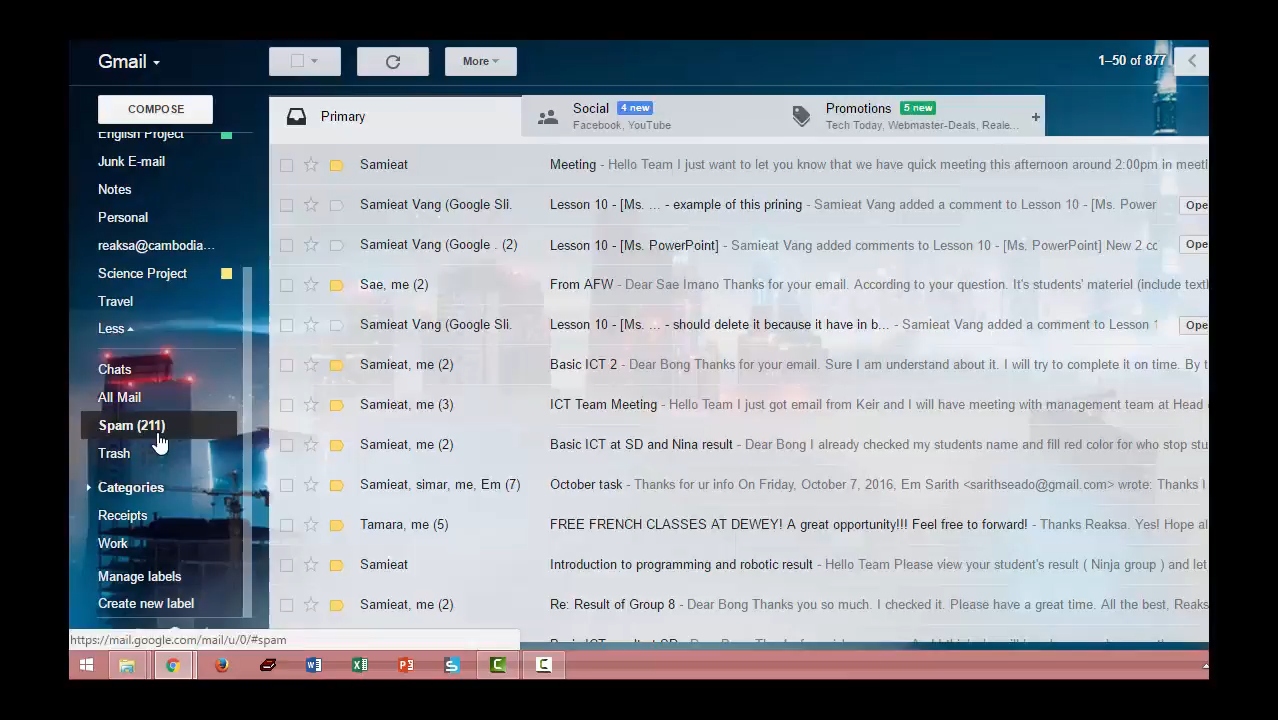 Gmail
More
1–50 of 877
COMPOSE
Primary
Social 4 new
Facebook, YouTube
Promotions 5 new
Tech Today, Webmaster-Deals, Reale...
+
English Project
Junk E-mail
Notes
Personal
reaksa@cambodia...
Science Project
Travel
Less
Chats
All Mail
Spam (211)
Trash
Categories
Receipts
Work
Manage labels
Create new label
Samieat Meeting - Hello Team I just want to let you know that we have quick meeting this afternoon around 2:00pm in meeti
Samieat Vang (Google Sli. Lesson 10 - [Ms. ... - example of this prining - Samieat Vang added a comment to Lesson 10 - [Ms. Power Ope
Samieat Vang (Google . (2) Lesson 10 - [Ms. PowerPoint] - Samieat Vang added comments to Lesson 10 - [Ms. PowerPoint] New 2 cc Ope
Sae, me (2) From AFW - Dear Sae Imano Thanks for your email. According to your question. It's students' materiel (include textb
Samieat Vang (Google Sli. Lesson 10 - [Ms. ... - should delete it because it have in b... - Samieat Vang added a comment to Lesson 1 Ope
Samieat, me (2) Basic ICT 2 - Dear Bong Thanks for your email. Sure I am understand about it. I will try to complete it on time. By t
Samieat, me (3) ICT Team Meeting - Hello Team I just got email from Keir and I will have meeting with management team at Head
Samieat, me (2) Basic ICT at SD and Nina result - Dear Bong I already checked my students name and fill red color for who stop stu
Samieat, simar, me, Em (7) October task - Thanks for ur info On Friday, October 7, 2016, Em Sarith <sarithseado@gmail.com> wrote: Thanks f
Tamara, me (5) FREE FRENCH CLASSES AT DEWEY! A great opportunity!!! Feel free to forward! - Thanks Reaksa. Yes! Hope al
Samieat Introduction to programming and robotic result - Hello Team Please view your student's result ( Ninja group ) and let
Samieat, me (2) Re: Result of Group 8 - Dear Bong Thanks you so much. I checked it. Please have a great time. All the best, Reaks
https://mail.google.com/mail/u/0/#spam